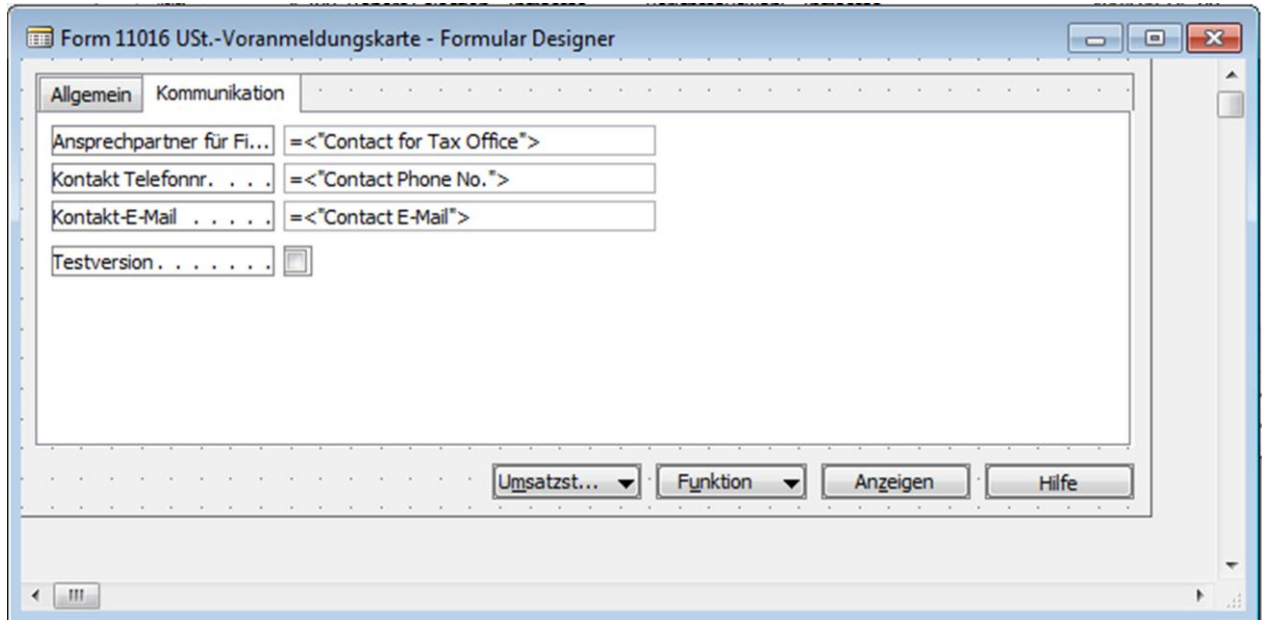 Form 11016 USt.-Voranmeldungskarte - Formular Designer
Allgemein Kommunikation
Ansprechpartner für Fi... =<"Contact for Tax Office">
Kontakt Telefonnr. . . . . =<"Contact Phone No.">
Kontakt-E-Mail . . . . . =<"Contact E-Mail">
Testversion . . . . . . .
Umsatzst... Funktion Anzeigen Hilfe